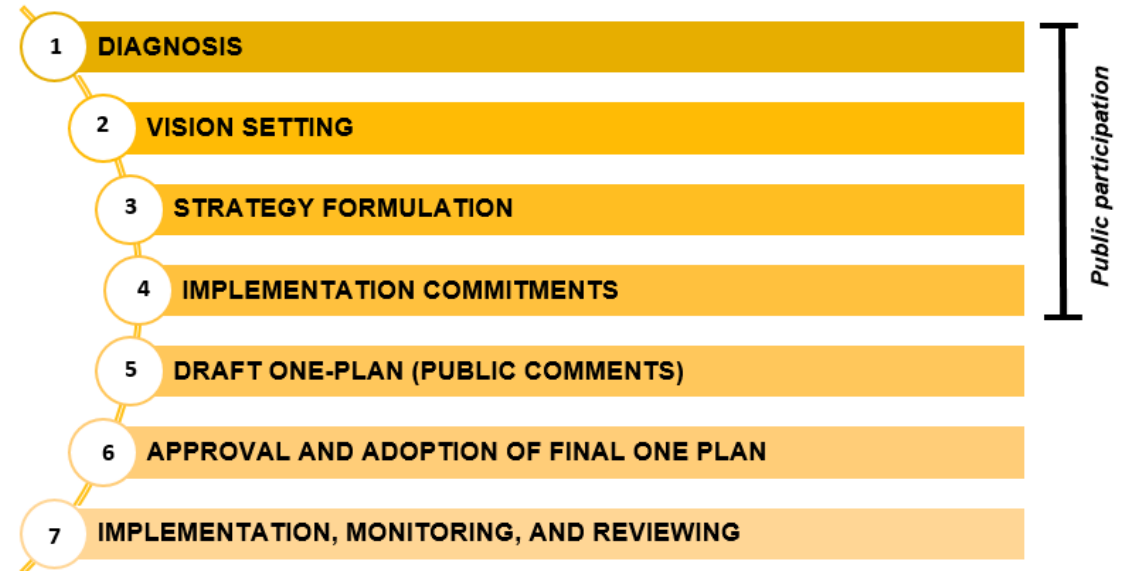 1 DIAGNOSIS
2 VISION SETTING
3 STRATEGY FORMULATION
4 IMPLEMENTATION COMMITMENTS
5 DRAFT ONE-PLAN (PUBLIC COMMENTS)
6 APPROVAL AND ADOPTION OF FINAL ONE PLAN
7 IMPLEMENTATION, MONITORING, AND REVIEWING
Public participation